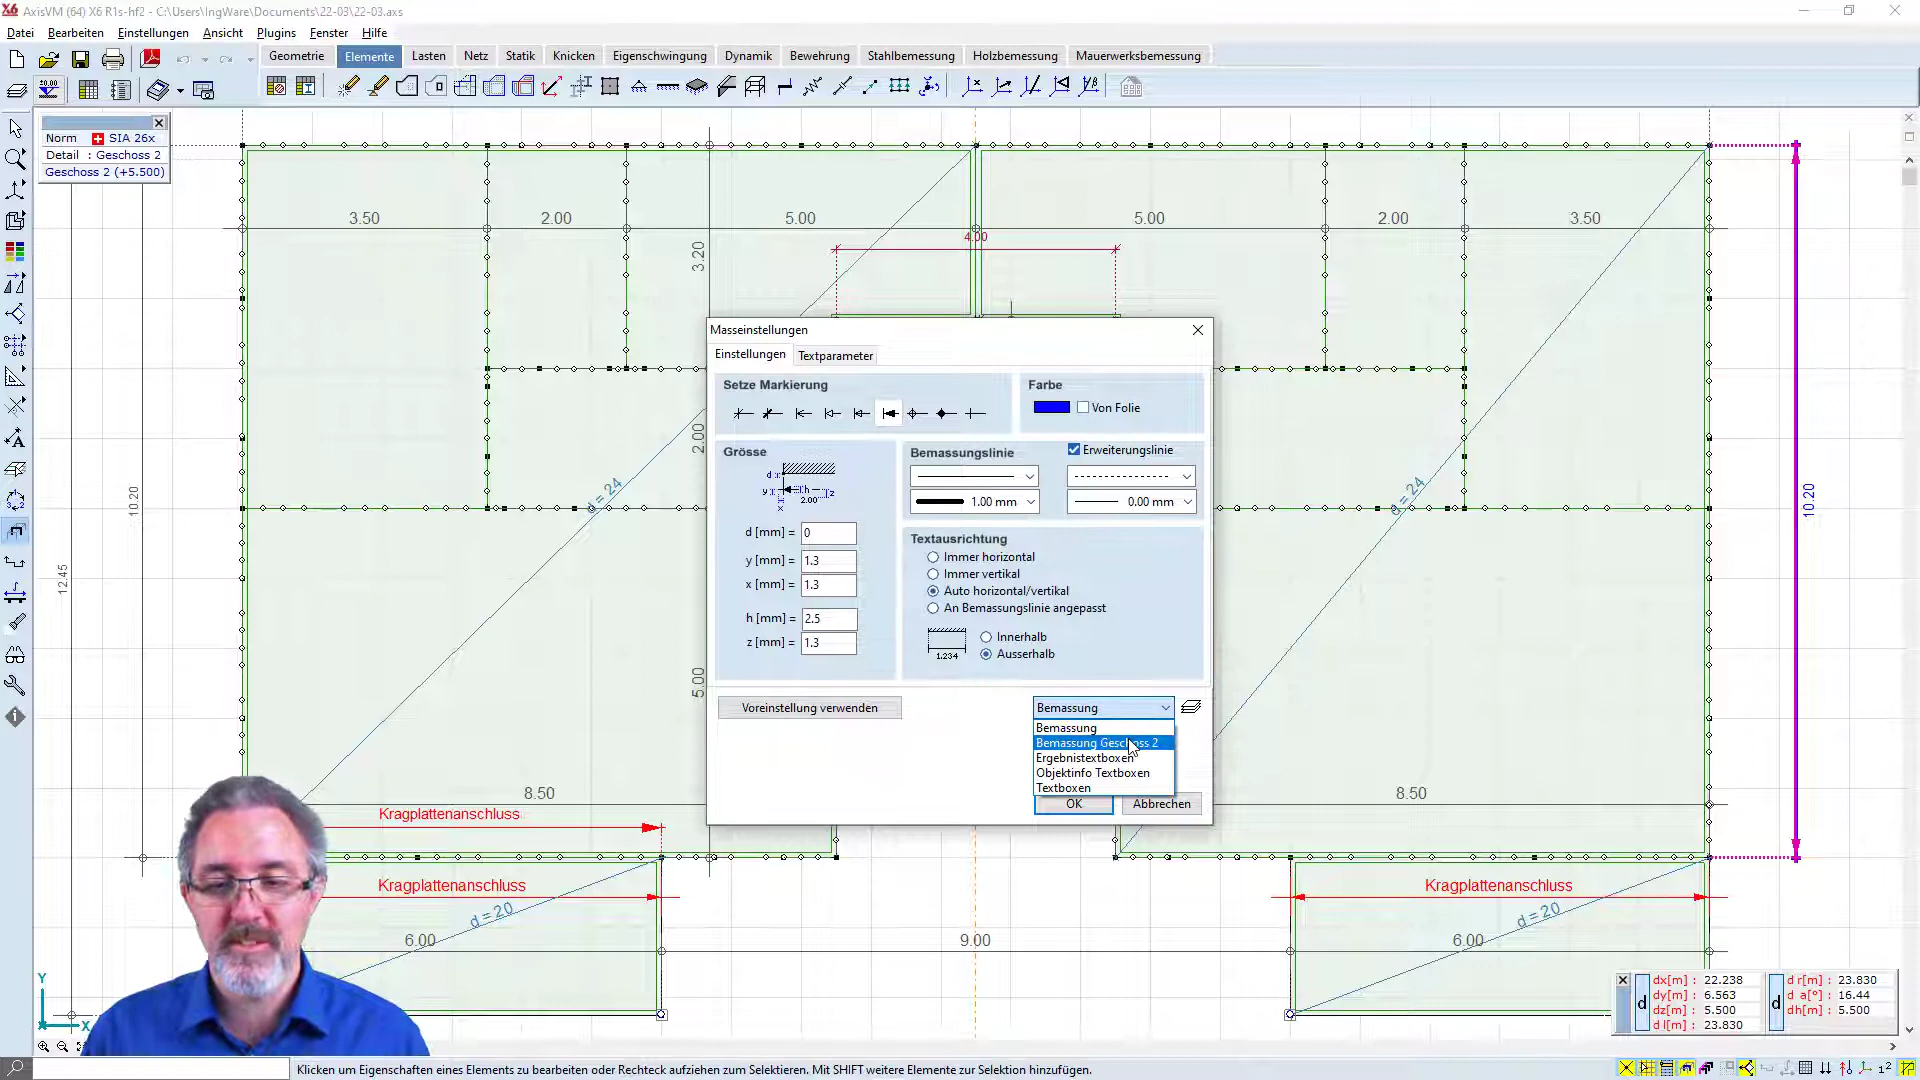 AxisVM (64) X6 R1s-hf2 - C:\Users\IngWare\Documents\22-03\22-03.axs
Datei Bearbeiten Einstellungen Ansicht Plugins Fenster Hilfe
Geometrie Elemente Lasten Netz Statik Knicken Eigenschwingung Dynamik Bewehrung Stahlbemessung Holzbemessung Mauerwerksbemessung
Norm SIA 26x
Detail : Geschoss 2
Geschoss 2 (+5.500)
3.50 2.00 5.00 5.00 2.00 3.50
4.00
3.20
2.00
5.00
10.20
12.45
10.20
d = 24
d = 24
8.50
8.50
Masseinstellungen
Einstellungen Textparameter
Setze Markierung
Farbe
Von Folie
Grösse
d
y
h
z
2.00
x
d [mm] = 0
y [mm] = 1.3
x [mm] = 1.3
h [mm] = 2.5
z [mm] = 1.3
Bemassungslinie
Erweiterungslinie
1.00 mm
0.00 mm
Textausrichtung
Immer horizontal
Immer vertikal
Auto horizontal/vertikal
An Bemassungslinie angepasst
1.234
Innerhalb
Ausserhalb
Voreinstellung verwenden
Bemassung
Bemassung
Bemassung Geschoss 2
Ergebnistextboxen
Objektinfo Textboxen
Textboxen
OK Abbrechen
Kragplattenanschluss
Kragplattenanschluss
Kragplattenanschluss
d = 20
d = 20
6.00 9.00 6.00
Y
X
d
dx[m] : 22.238
dy[m] : 6.563
dz[m] : 5.500
d l[m] : 23.830
d
d r[m] : 23.830
d a[°] : 16.44
dh[m] : 5.500
Klicken um Eigenschaften eines Elements zu bearbeiten oder Rechteck aufziehen zum Selektieren. Mit SHIFT weitere Elemente zur Selektion hinzufügen.